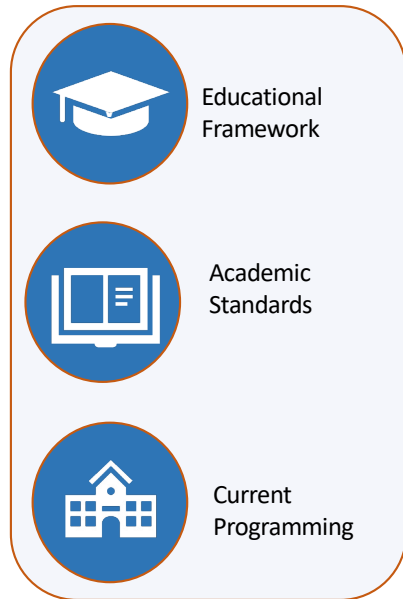 Educational
Framework
Academic
Standards
Current
Programming